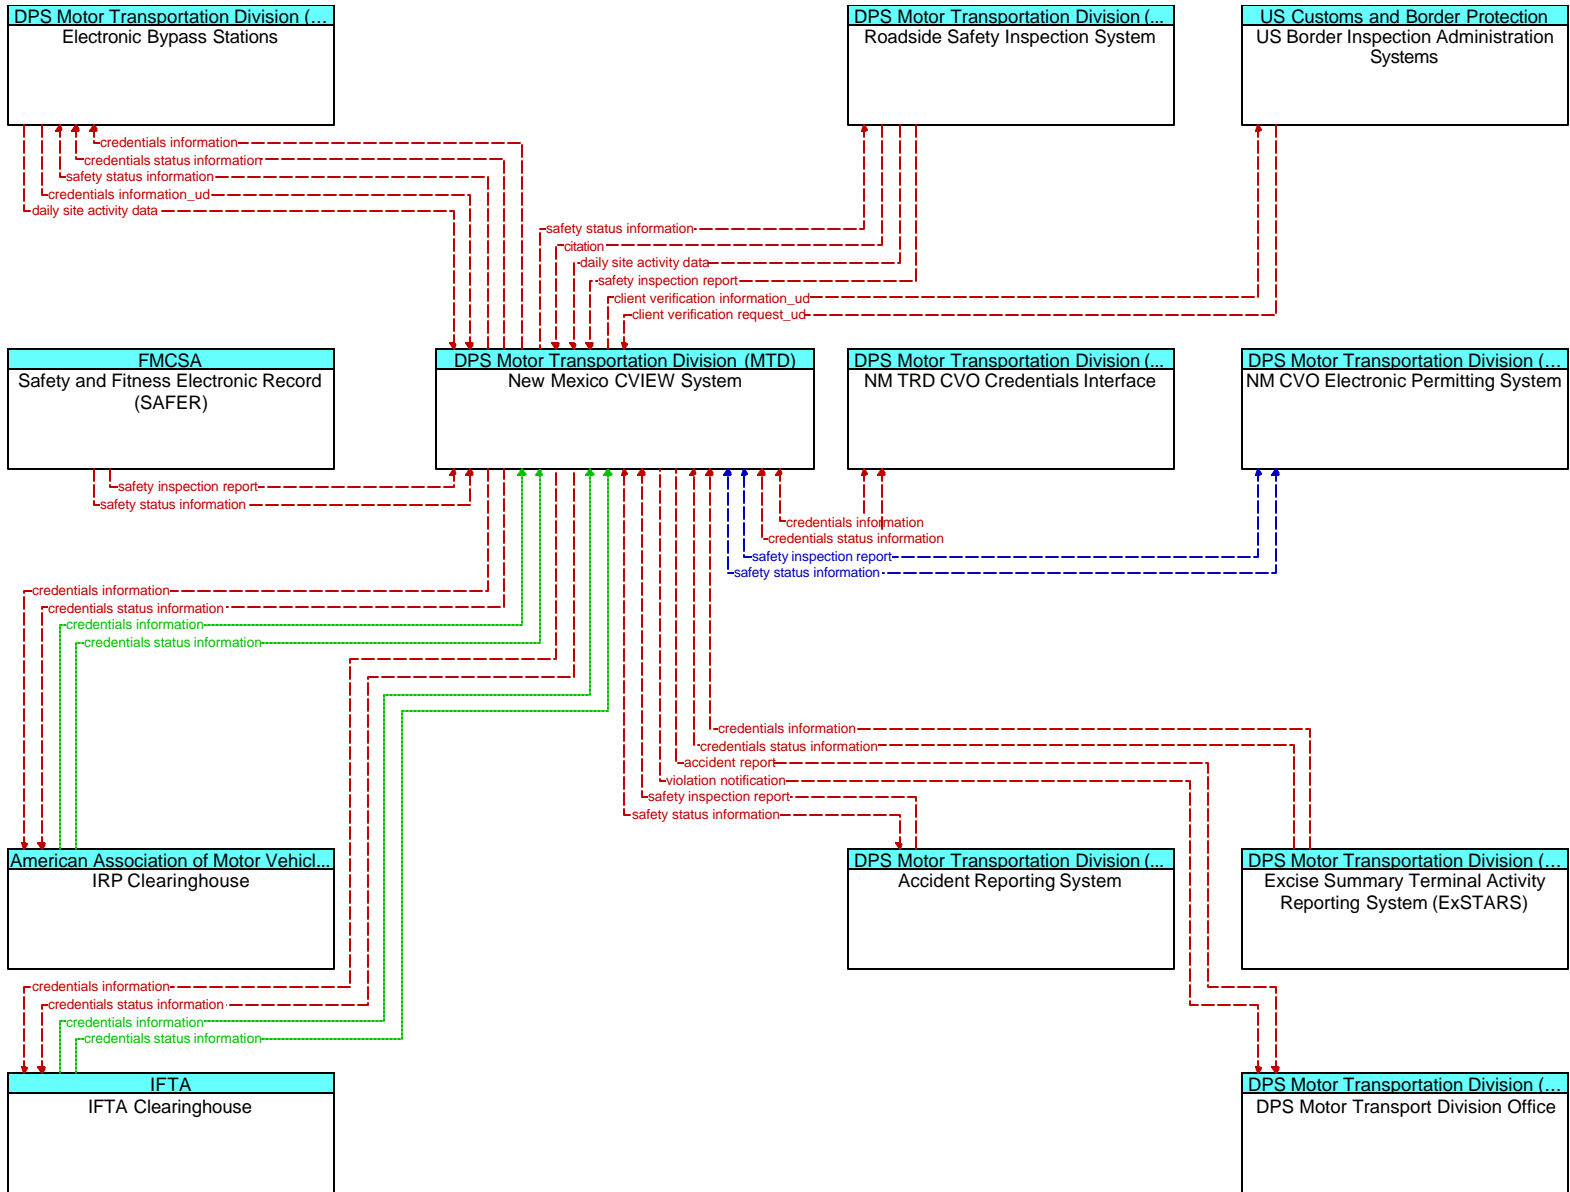 DPS Motor Transportation Division (...
Electronic Bypass Stations
DPS Motor Transportation Division (...
Roadside Safety Inspection System
US Customs and Border Protection
US Border Inspection Administration
Systems
credentials information
credentials status information
safety status information
credentials information_ud
daily site activity data
safety status information
citation
daily site activity data
safety inspection report
client verification information_ud
client verification request_ud
FMCSA
Safety and Fitness Electronic Record
(SAFER)
DPS Motor Transportation Division (MTD)
New Mexico CVIEW System
DPS Motor Transportation Division (...
NM TRD CVO Credentials Interface
DPS Motor Transportation Division (...
NM CVO Electronic Permitting System
safety inspection report
safety status information
credentials information
credentials status information
safety inspection report
safety status information
credentials information
credentials status information
credentials information
credentials status information
credentials information
credentials status information
accident report
violation notification
safety inspection report
safety status information
American Association of Motor Vehicl...
IRP Clearinghouse
DPS Motor Transportation Division (...
Accident Reporting System
DPS Motor Transportation Division (...
Excise Summary Terminal Activity
Reporting System (ExSTARS)
credentials information
credentials status information
credentials information
credentials status information
IFTA
IFTA Clearinghouse
DPS Motor Transportation Division (...
DPS Motor Transport Division Office